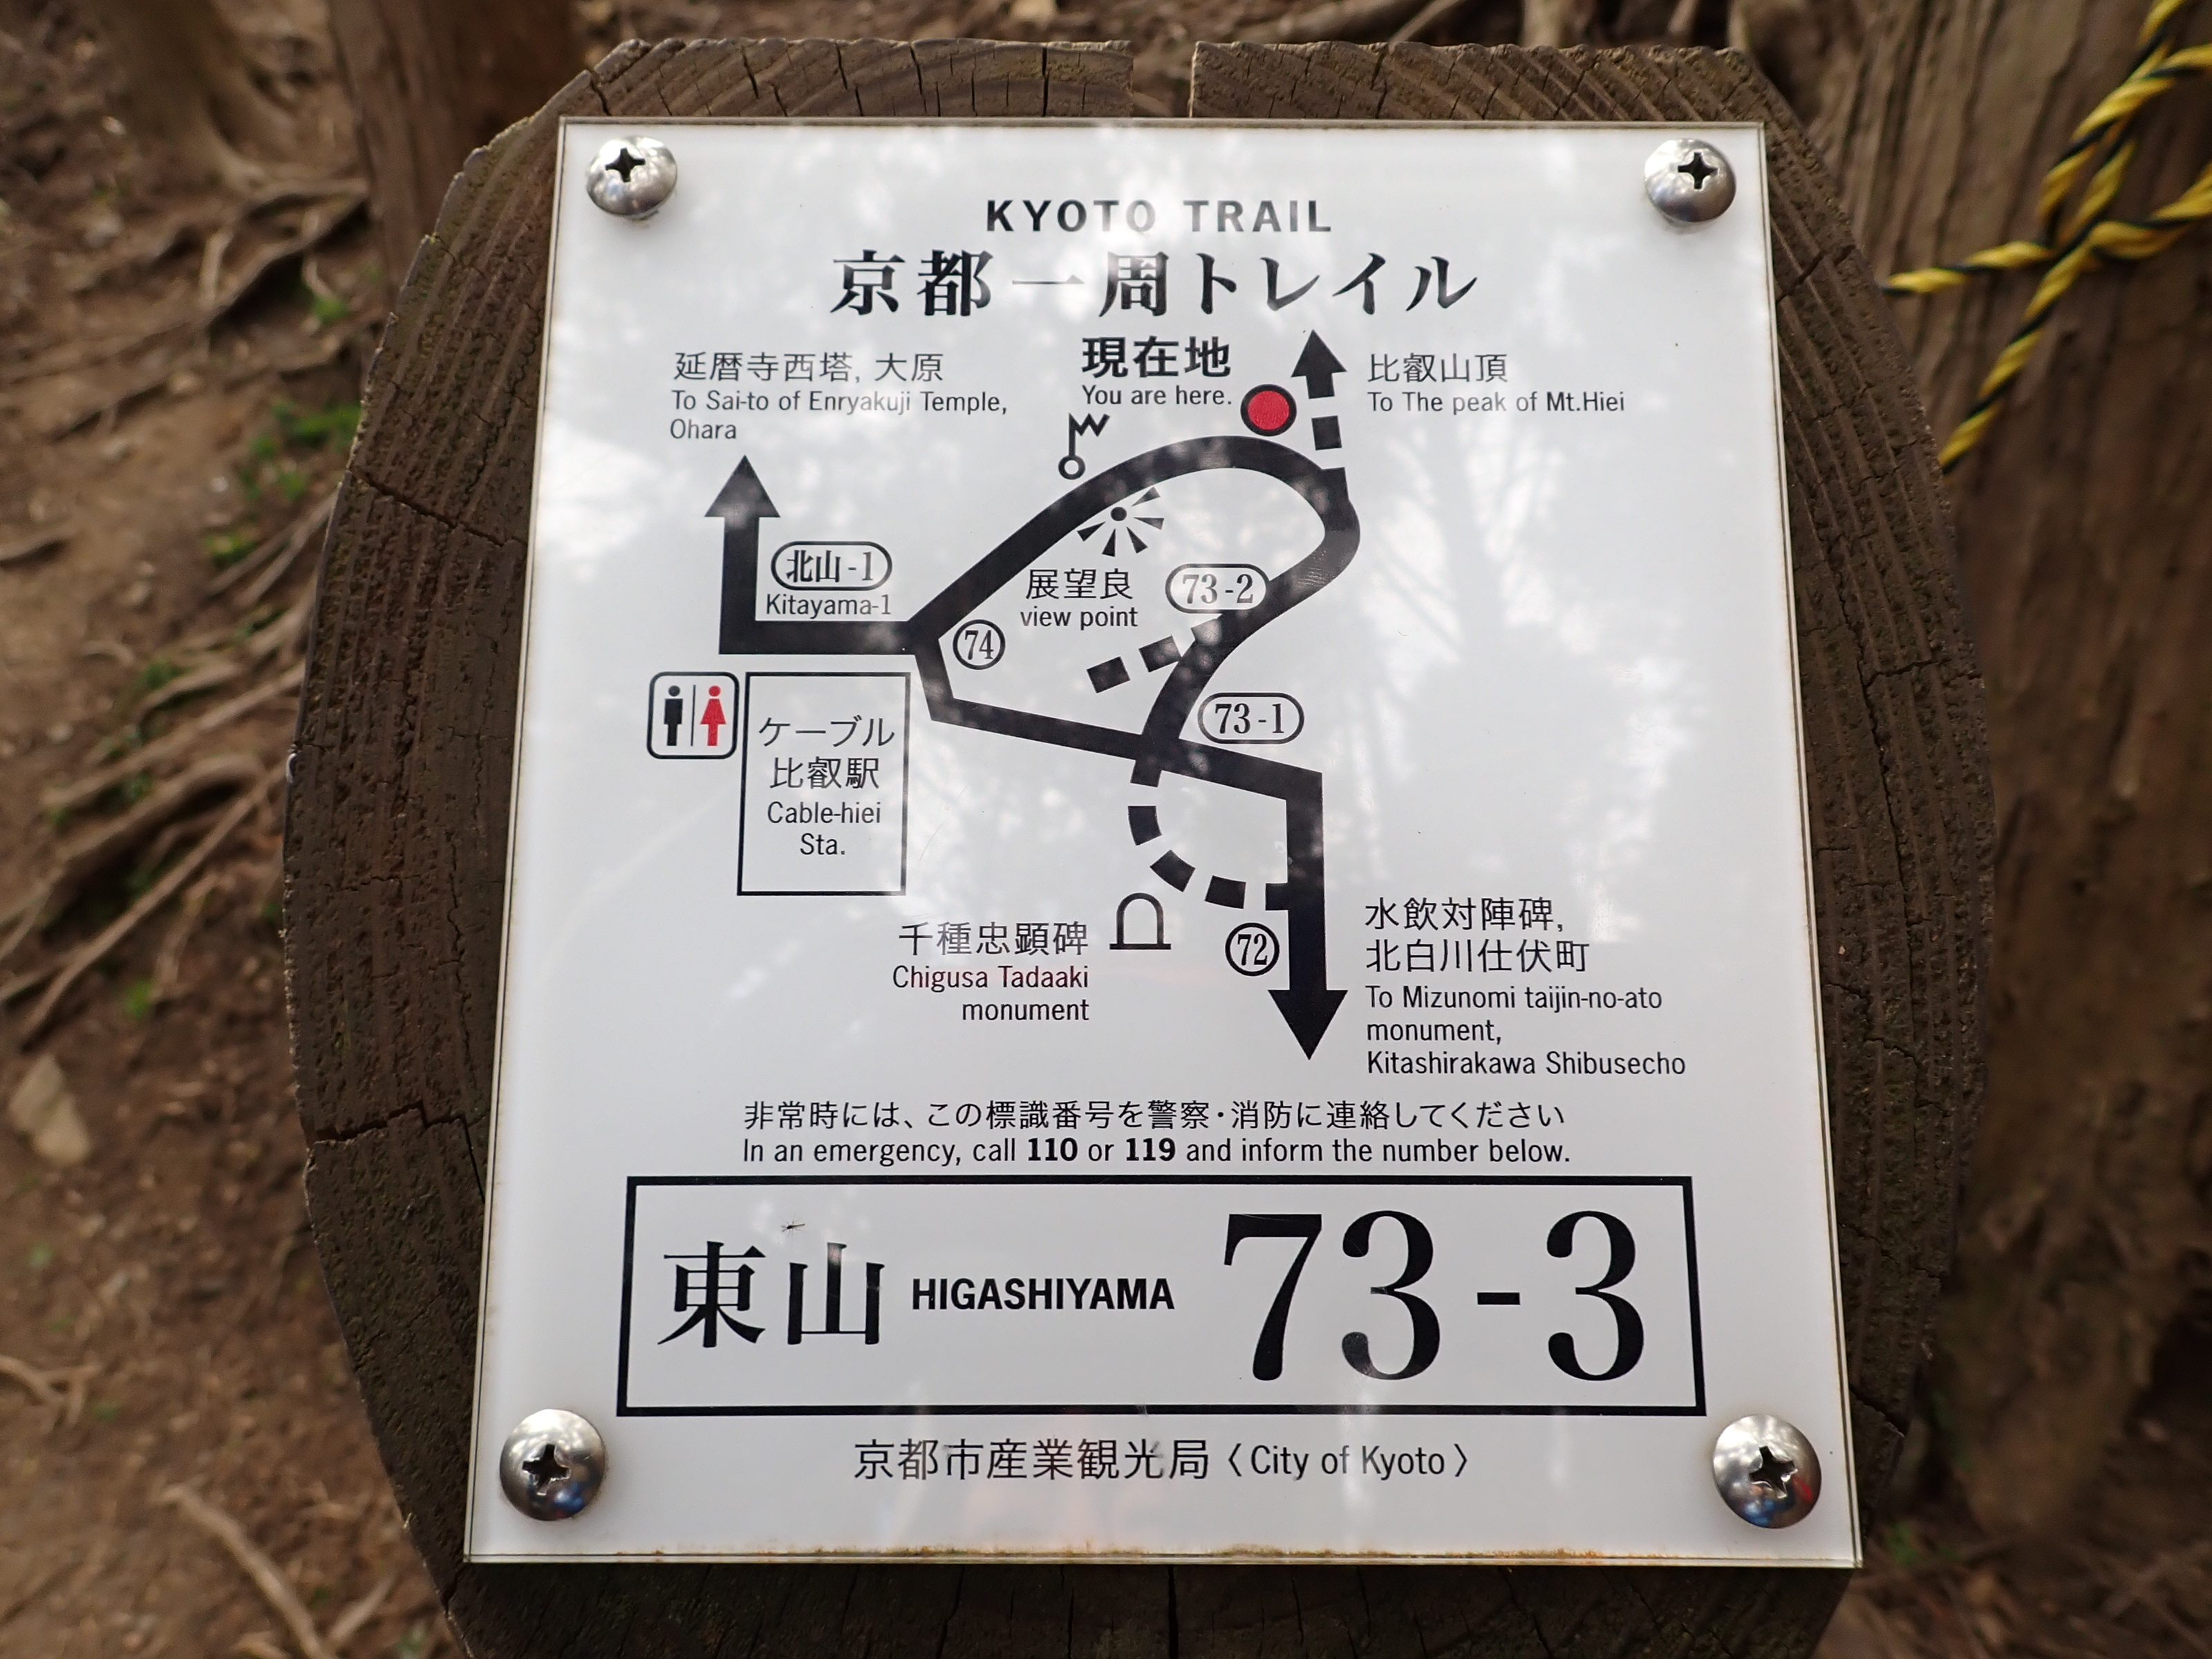 KYOTO TRAIL
京都一周トレイル
延暦寺西塔, 大原
To Sai-to of Enryakuji Temple,
Ohara
現在地
You are here.
比叡山頂
To The peak of Mt.Hiei
北山-1
Kitayama-1
展望良
view point
73-2
74
73-1
ケーブル
比叡駅
Cable-hiei
Sta.
千種忠顕碑
Chigusa Tadaaki
monument
72
水飲対陣碑,
北白川仕伏町
To Mizunomi taijin-no-ato
monument,
Kitashirakawa Shibusecho
非常時には、この標識番号を警察・消防に連絡してください
In an emergency, call 110 or 119 and inform the number below.
東山 HIGASHIYAMA 73-3
京都市産業観光局〈City of Kyoto〉